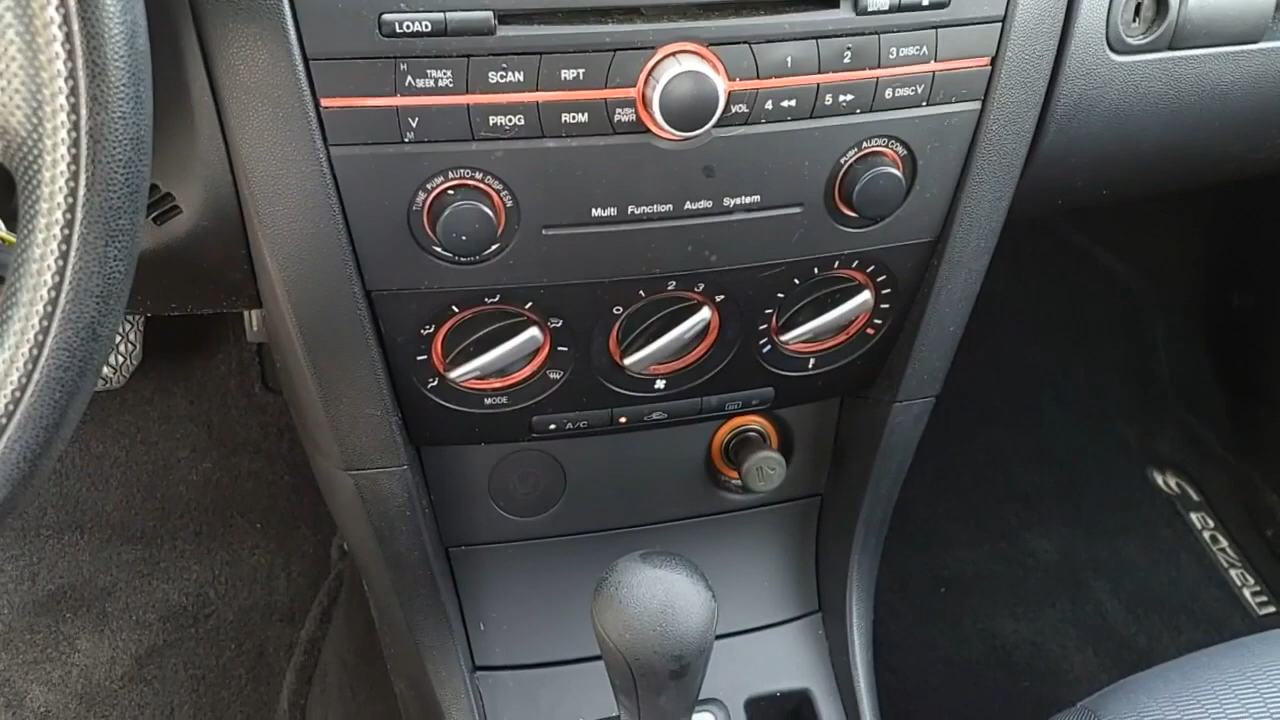 LOAD
H
∧ TRACK
SEEK APC
SCAN
RPT
1
2
3 DISC∧
∨
M
PROG
RDM
PUSH
PWR
VOL
4 ◀◀
5 ▶▶
6 DISC∨
TUNE PUSH AUTO-M DISP/ESN
PUSH AUDIO CONT
Multi Function Audio System
0 1 2 3 4
MODE
A/C
mazda 3